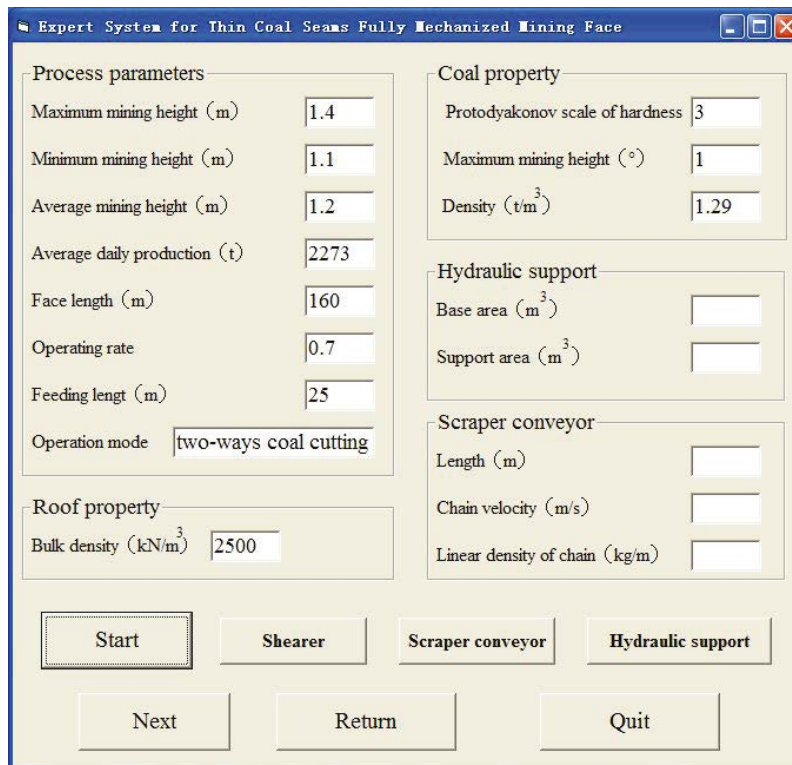 Expert System for Thin Coal Seams Fully Mechanized Mining Face
Process parameters
Maximum mining height (m) 1.4
Minimum mining height (m) 1.1
Average mining height (m) 1.2
Average daily production (t) 2273
Face length (m) 160
Operating rate 0.7
Feeding lengt (m) 25
Operation mode two-ways coal cutting
Roof property
Bulk density (kN/m³) 2500
Coal property
Protodyakonov scale of hardness 3
Maximum mining height (°) 1
Density (t/m³) 1.29
Hydraulic support
Base area (m³)
Support area (m³)
Scraper conveyor
Length (m)
Chain velocity (m/s)
Linear density of chain (kg/m)
Start Shearer Scraper conveyor Hydraulic support
Next Return Quit